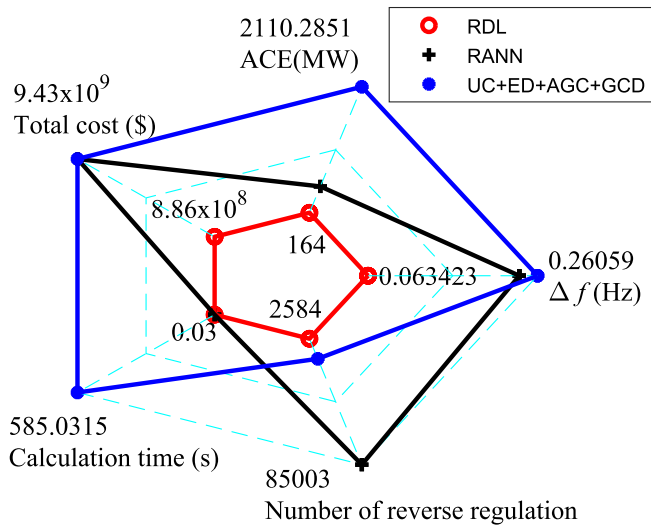 2110.2851
ACE(MW)
RDL
RANN
UC+ED+AGC+GCD
9.43x10⁹
Total cost ($)
8.86x10⁸
164
0.063423
0.26059
Δ f (Hz)
2584
0.03
585.0315
Calculation time (s)
85003
Number of reverse regulation